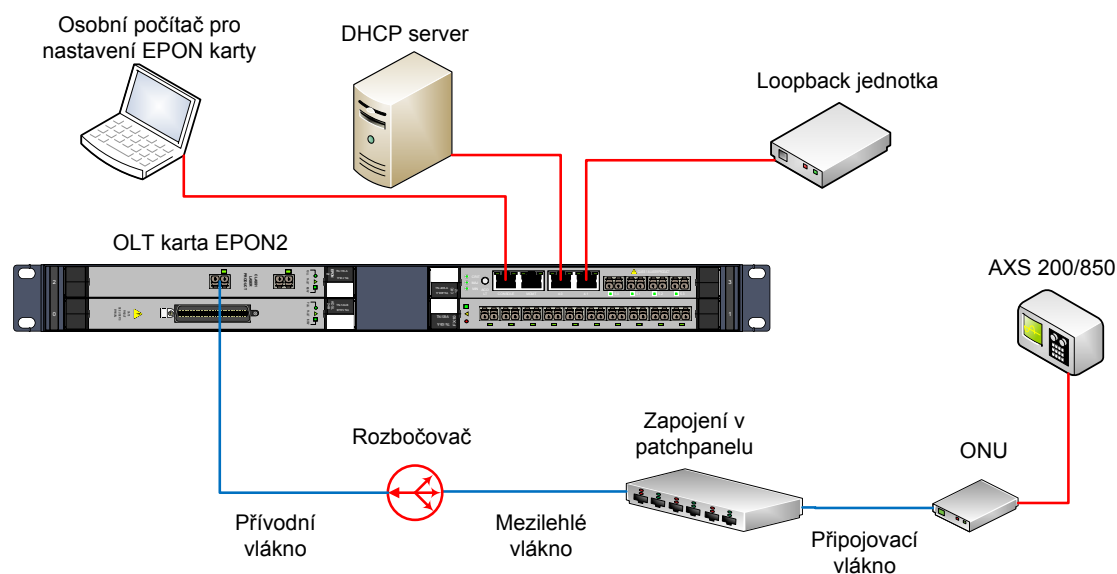 Osobní počítač pro
nastavení EPON karty
DHCP server
Loopback jednotka
OLT karta EPON2
AXS 200/850
Rozbočovač
Zapojení v
patchpanelu
ONU
Přívodní
vlákno
Mezilehlé
vlákno
Připojovací
vlákno